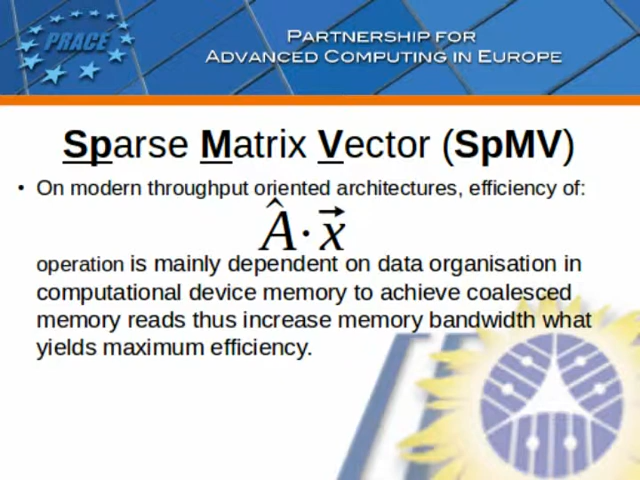 PRACE
PARTNERSHIP FOR
ADVANCED COMPUTING IN EUROPE
Sparse Matrix Vector (SpMV)
• On modern throughput oriented architectures, efficiency of:
Â · x⃗
operation is mainly dependent on data organisation in
computational device memory to achieve coalesced
memory reads thus increase memory bandwidth what
yields maximum efficiency.